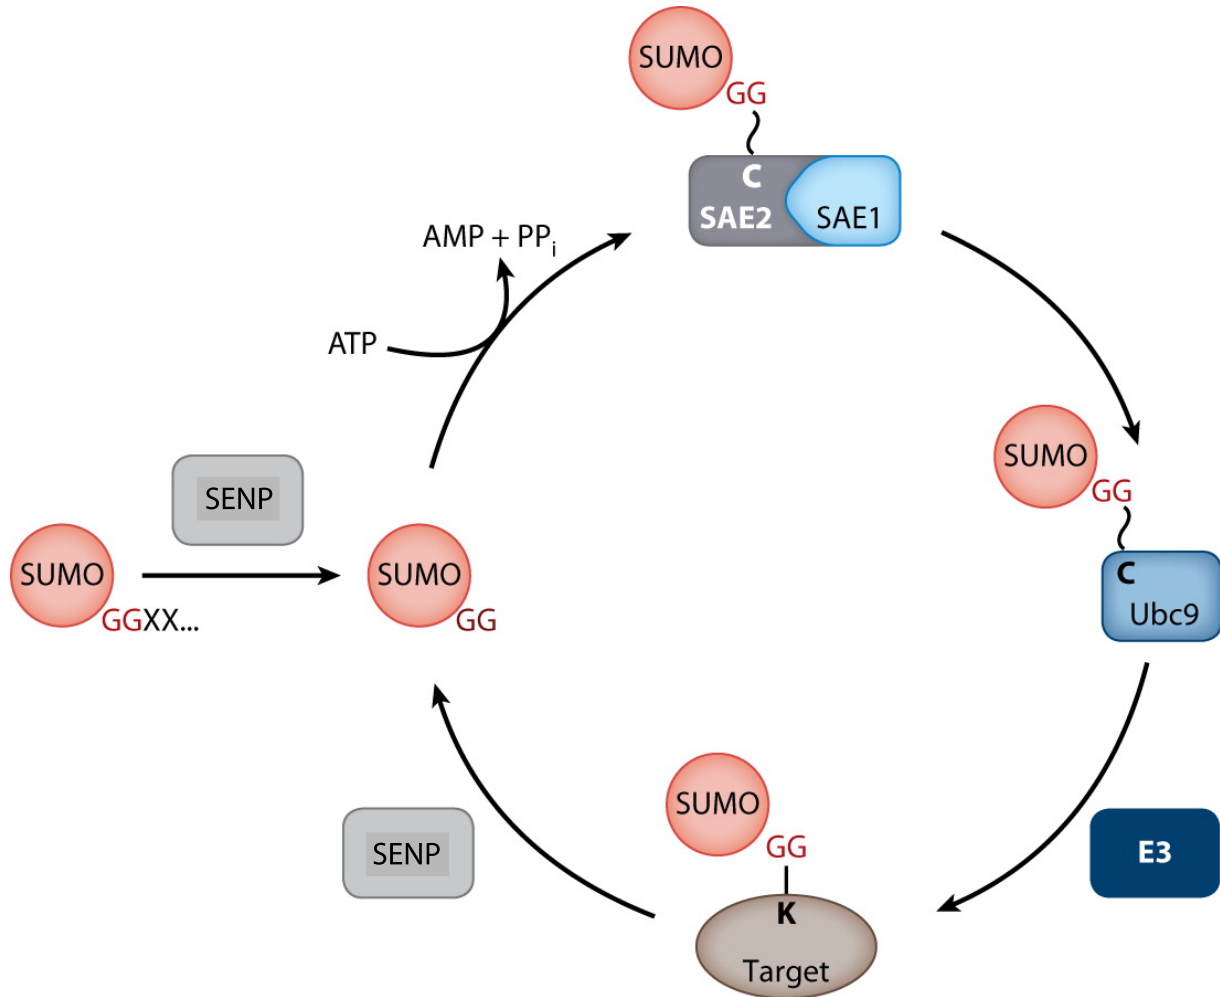 SUMO
GG
C
SAE2
SAE1
AMP + PPi
ATP
SUMO
GG
SENP
C
SUMO
GGXX...
SUMO
GG
Ubc9
SUMO
GG
E3
SENP
K
Target